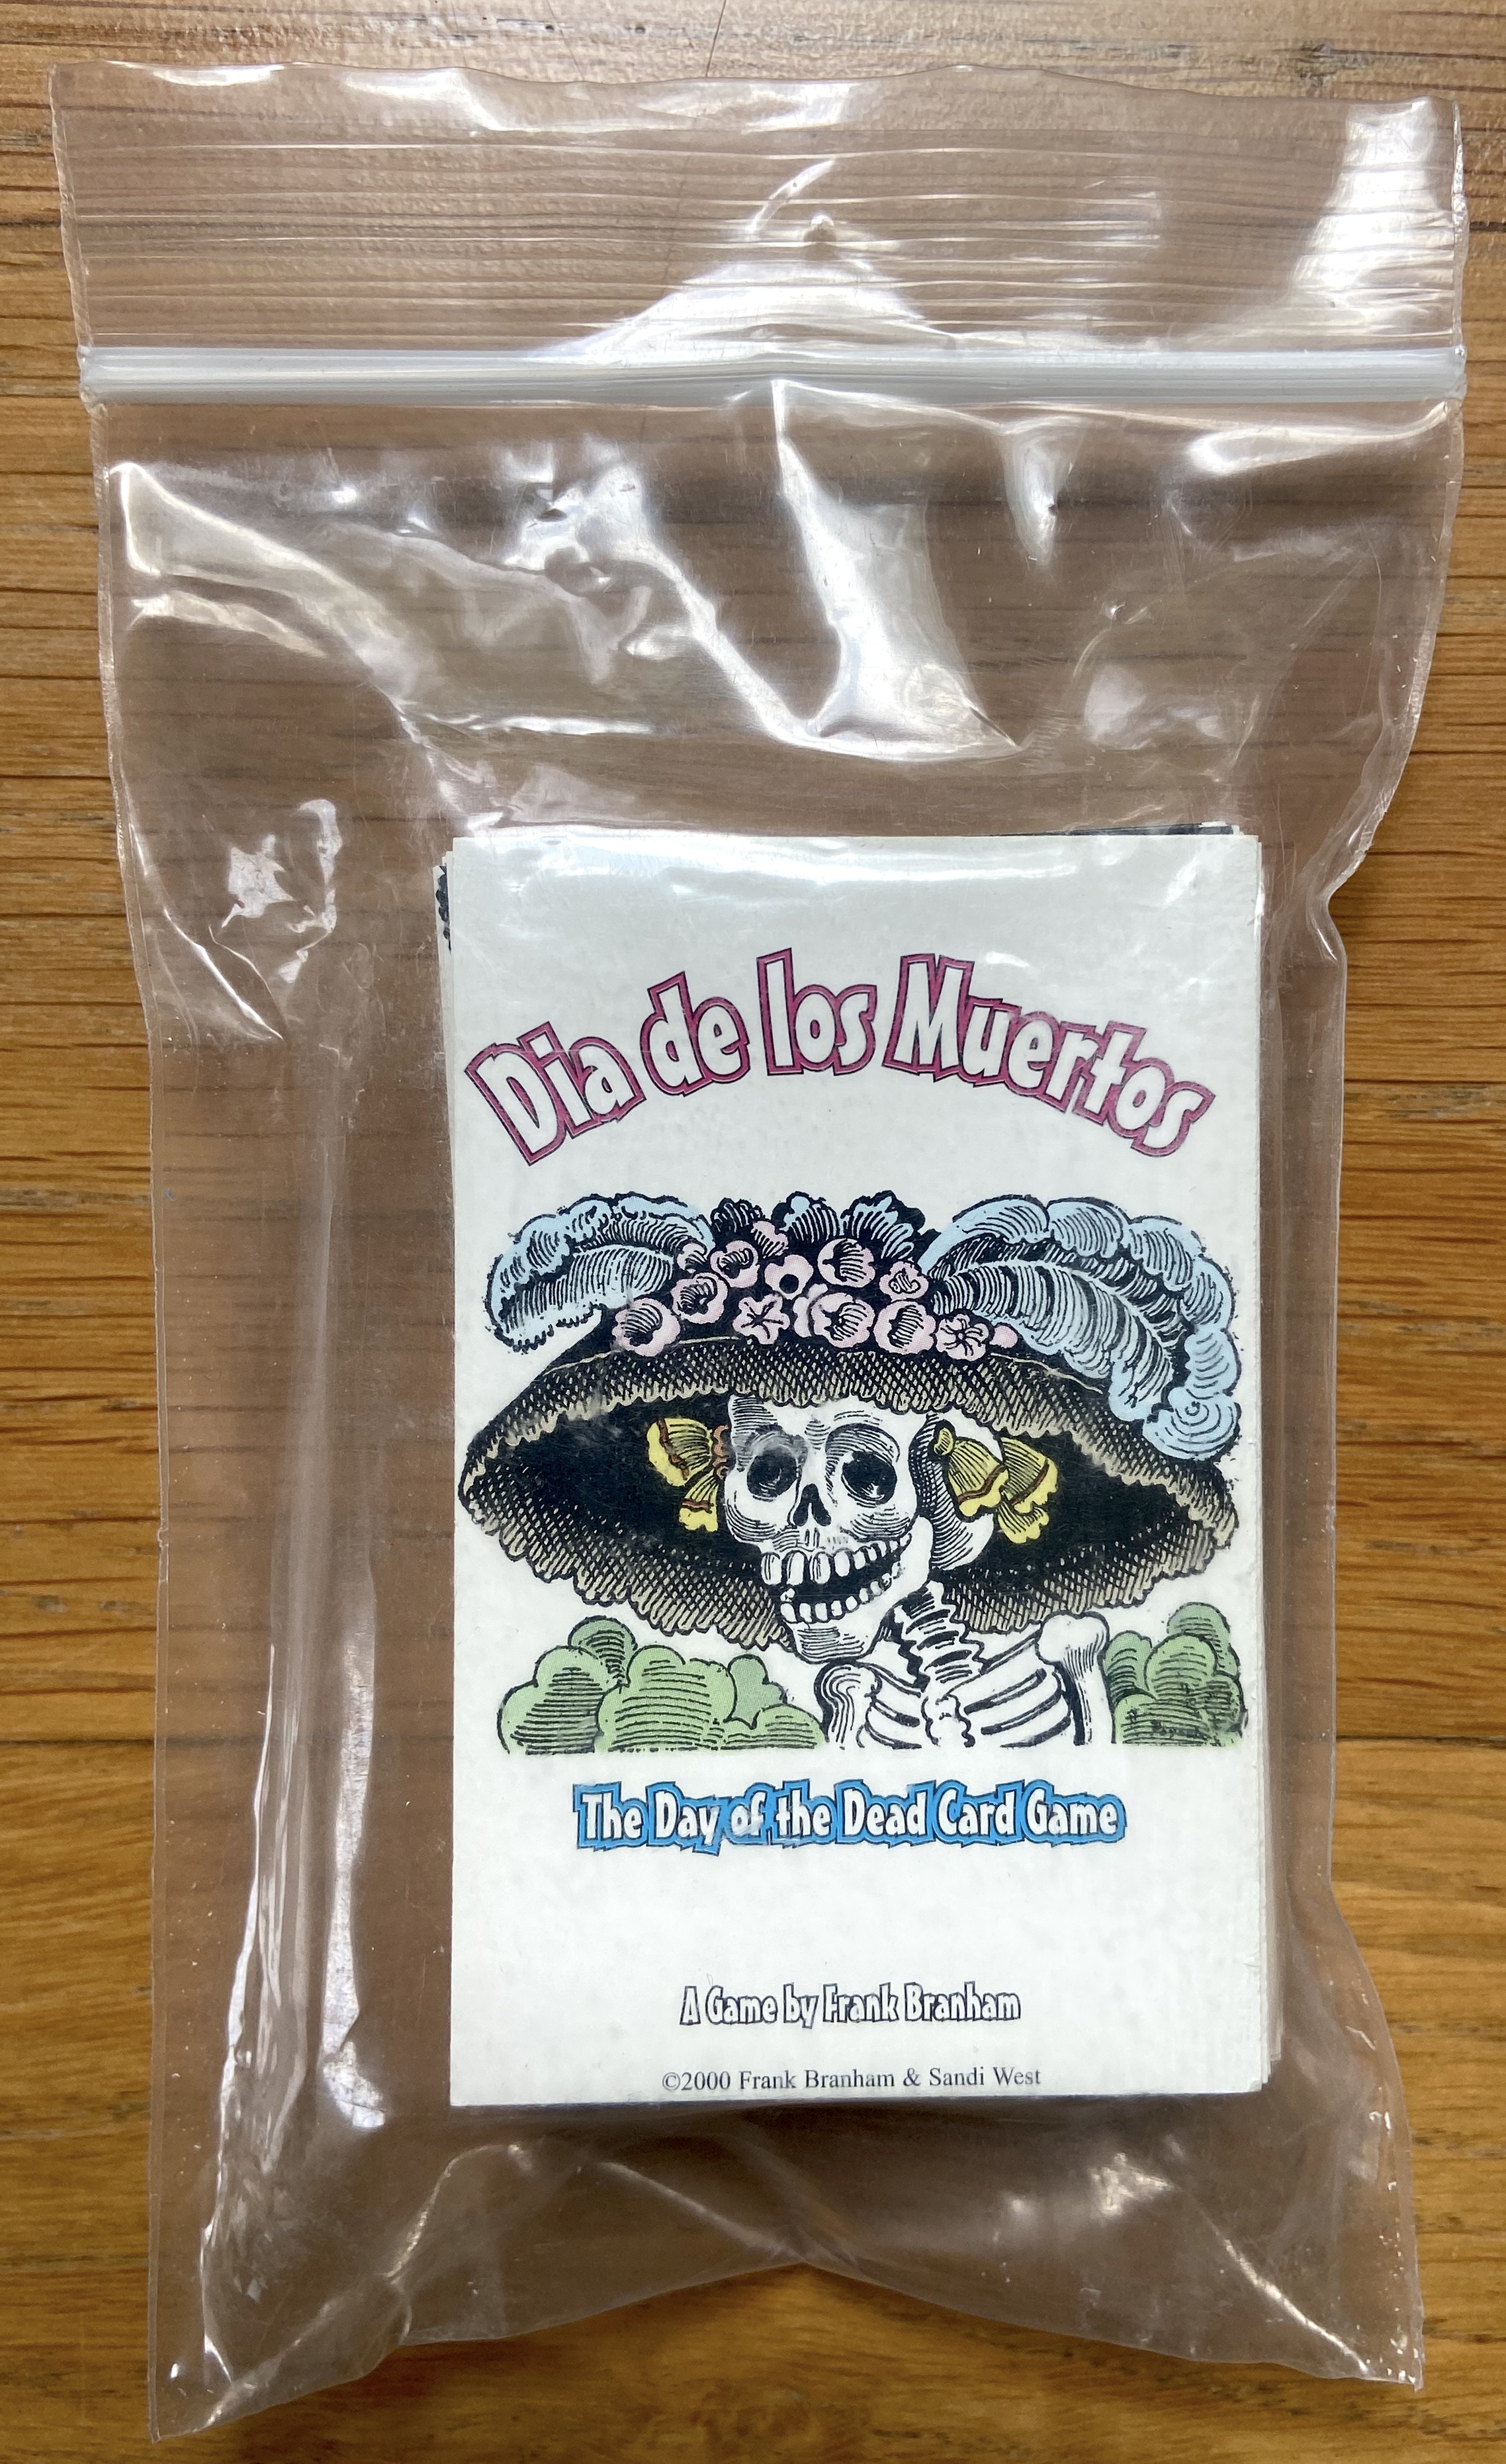 Dia de los Muertos
The Day of the Dead Card Game
A Game by Frank Branham
©2000 Frank Branham & Sandi West